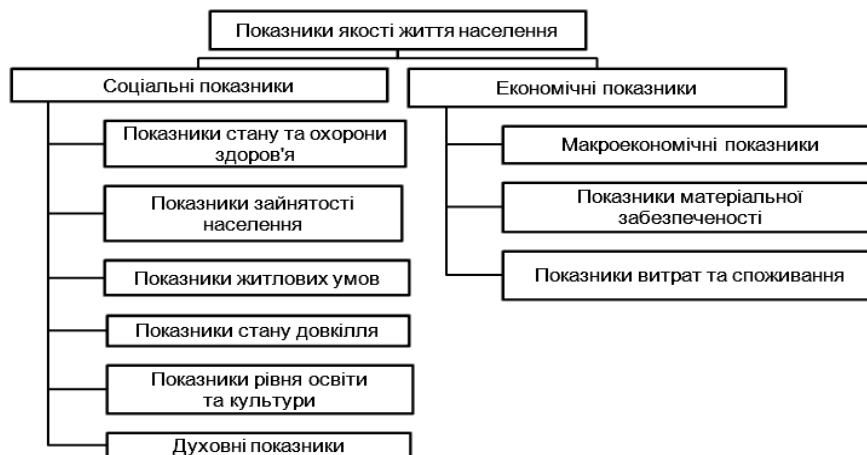 Показники якості життя населення
Соціальні показники
Економічні показники
Показники стану та охорони
здоров'я
Показники зайнятості
населення
Показники житлових умов
Показники стану довкілля
Показники рівня освіти
та культури
Духовні показники
Макроекономічні показники
Показники матеріальної
забезпеченості
Показники витрат та споживання